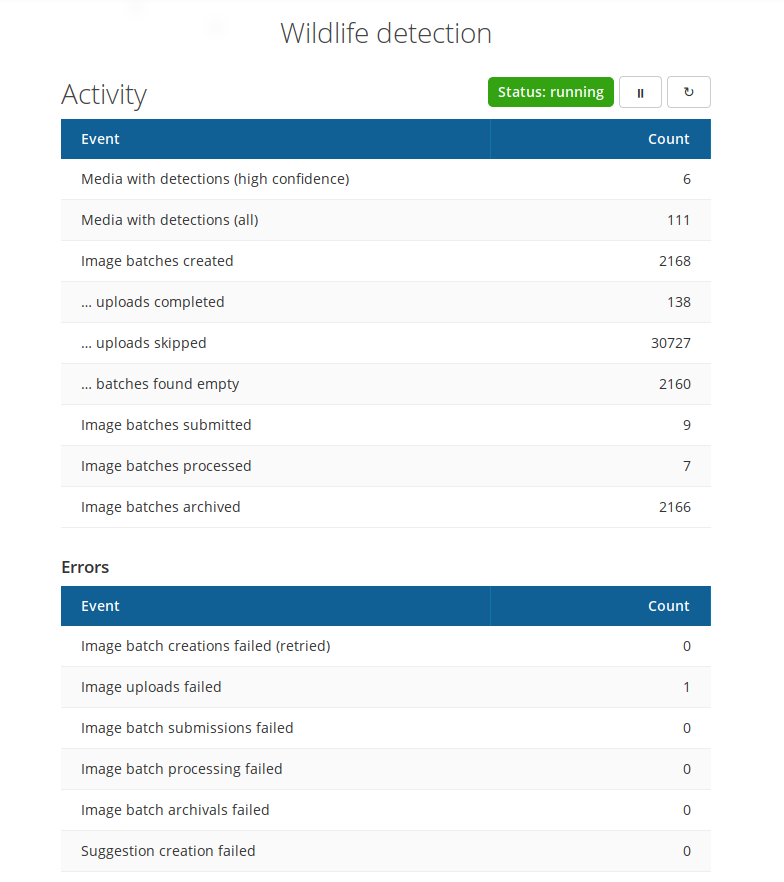 Wildlife detection
Activity
Status: running
Event Count
Media with detections (high confidence) 6
Media with detections (all) 111
Image batches created 2168
... uploads completed 138
... uploads skipped 30727
... batches found empty 2160
Image batches submitted 9
Image batches processed 7
Image batches archived 2166
Errors
Event Count
Image batch creations failed (retried) 0
Image uploads failed 1
Image batch submissions failed 0
Image batch processing failed 0
Image batch archivals failed 0
Suggestion creation failed 0